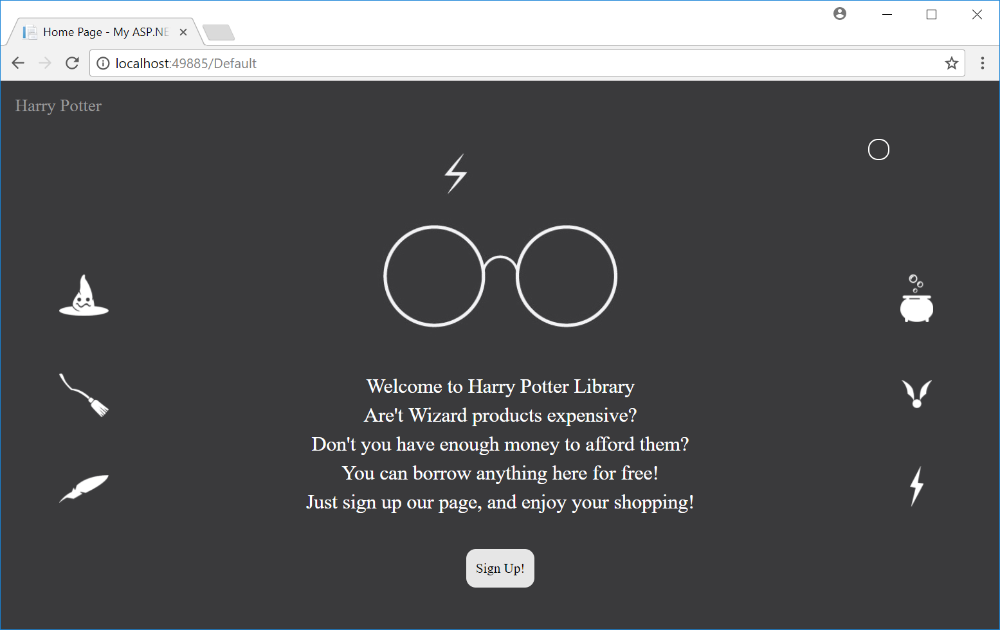 Home Page - My ASP.NE
localhost:49885/Default
Harry Potter
Welcome to Harry Potter Library
Are't Wizard products expensive?
Don't you have enough money to afford them?
You can borrow anything here for free!
Just sign up our page, and enjoy your shopping!
Sign Up!